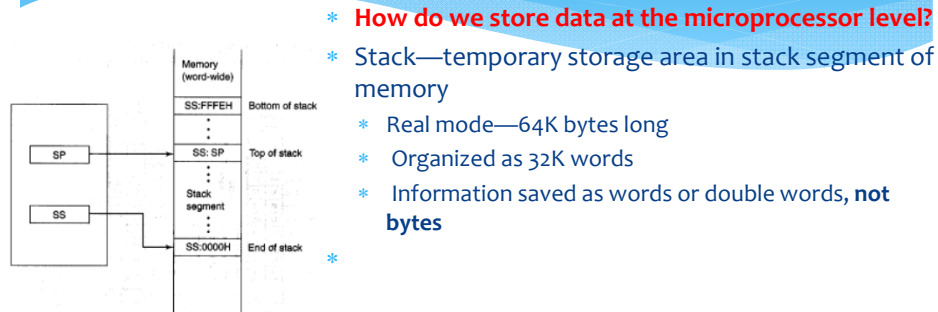 * How do we store data at the microprocessor level?
* Stack—temporary storage area in stack segment of
memory
* Real mode—64K bytes long
* Organized as 32K words
* Information saved as words or double words, not
bytes
*
Memory
(word-wide)
SS:FFFEH Bottom of stack
SP
SS: SP Top of stack
Stack
segment
SS
SS:0000H End of stack